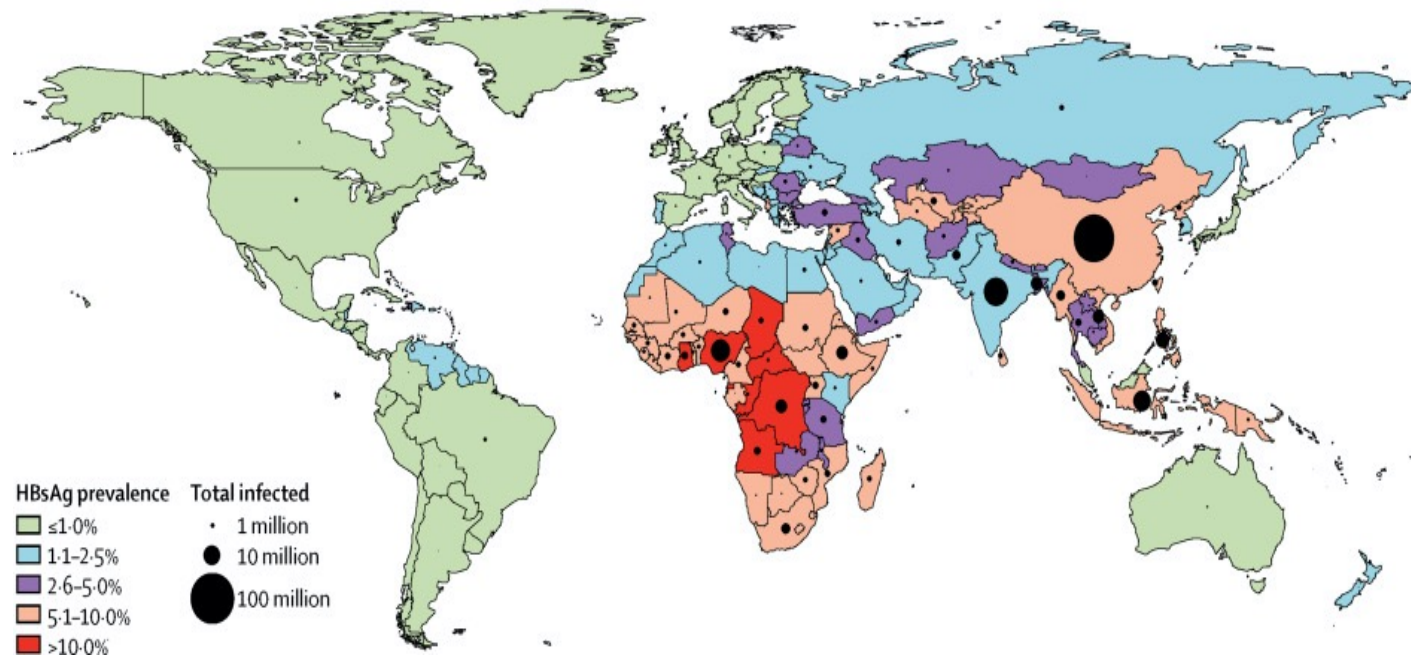 HBsAg prevalence
≤1·0%
1·1–2·5%
2·6–5·0%
5·1–10·0%
>10·0%
Total infected
1 million
10 million
100 million